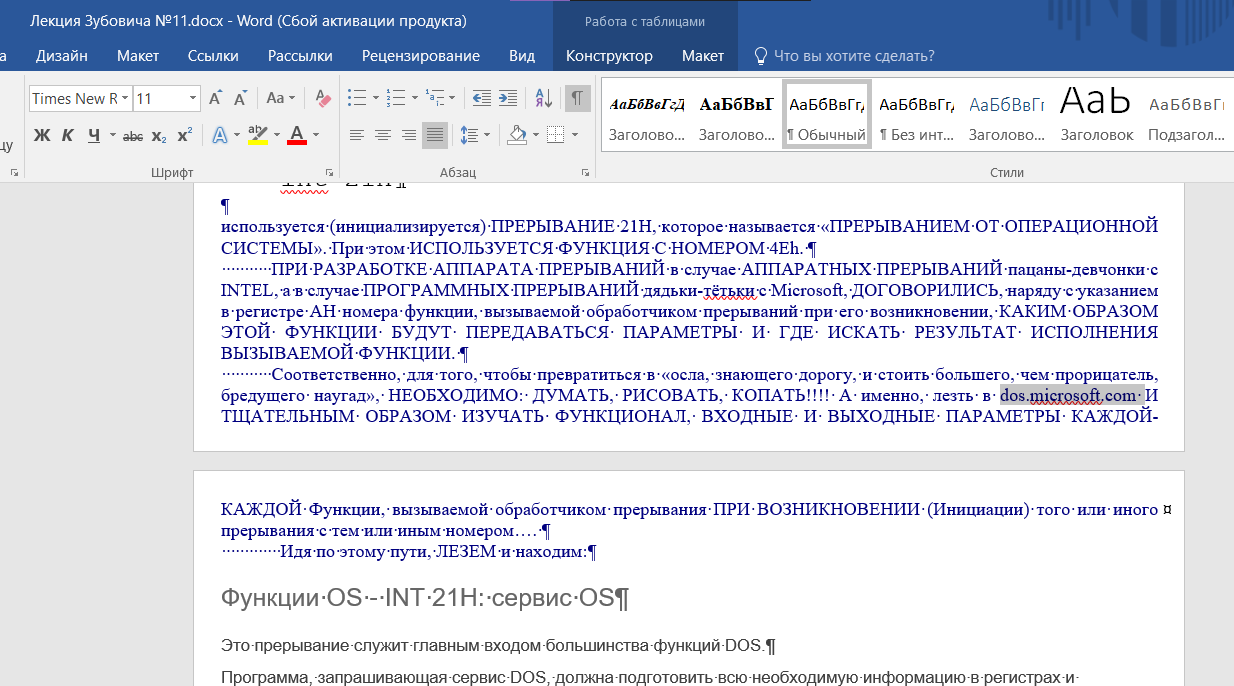 Лекция Зубовича №11.docx - Word (Сбой активации продукта)
Работа с таблицами
а Дизайн Макет Ссылки Рассылки Рецензирование Вид Конструктор Макет Что вы хотите сделать?
Times New R 11 Aa
АаБбВвГгД АаБбВвГ АаБбВвГг, АаБбВвГг, АаБбВвГг АаЬ АаБбВвГг
Ж К Ч abc x₂ x² A ab A
Заголово... Заголово... ¶ Обычный ¶ Без инт... Заголово... Заголовок Подзагол...
Шрифт Абзац Стили
¶
используется (инициализируется) ПРЕРЫВАНИЕ 21H, которое называется «ПРЕРЫВАНИЕМ ОТ ОПЕРАЦИОННОЙ
СИСТЕМЫ». При этом ИСПОЛЬЗУЕТСЯ ФУНКЦИЯ С НОМЕРОМ 4Eh. ¶
ПРИ РАЗРАБОТКЕ АППАРАТА ПРЕРЫВАНИЙ в случае АППАРАТНЫХ ПРЕРЫВАНИЙ пацаны-девчонки с
INTEL, а в случае ПРОГРАММНЫХ ПРЕРЫВАНИЙ дядьки-тётьки с Microsoft, ДОГОВОРИЛИСЬ, наряду с указанием
в регистре АН номера функции, вызываемой обработчиком прерываний при его возникновении, КАКИМ ОБРАЗОМ
ЭТОЙ ФУНКЦИИ БУДУТ ПЕРЕДАВАТЬСЯ ПАРАМЕТРЫ И ГДЕ ИСКАТЬ РЕЗУЛЬТАТ ИСПОЛНЕНИЯ
ВЫЗЫВАЕМОЙ ФУНКЦИИ. ¶
Соответственно, для того, чтобы превратиться в «осла, знающего дорогу, и стоить большего, чем прорицатель,
бредущего наугад», НЕОБХОДИМО: ДУМАТЬ, РИСОВАТЬ, КОПАТЬ!!!! А именно, лезть в dos.microsoft.com И
ТЩАТЕЛЬНЫМ ОБРАЗОМ ИЗУЧАТЬ ФУНКЦИОНАЛ, ВХОДНЫЕ И ВЫХОДНЫЕ ПАРАМЕТРЫ КАЖДОЙ-
КАЖДОЙ Функции, вызываемой обработчиком прерывания ПРИ ВОЗНИКНОВЕНИИ (Инициации) того или иного ¤
прерывания с тем или иным номером…. ¶
Идя по этому пути, ЛЕЗЕМ и находим:¶
Функции OS - INT 21H: сервис OS¶
Это прерывание служит главным входом большинства функций DOS.¶
Программа, запрашивающая сервис DOS, должна подготовить всю необходимую информацию в регистрах и